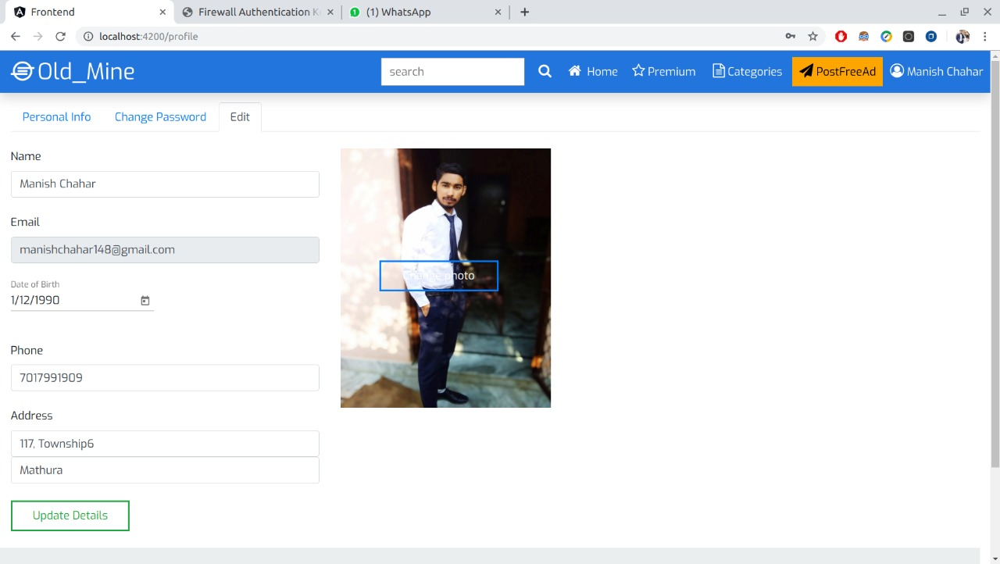 Frontend
Firewall Authentication K
(1) WhatsApp
localhost:4200/profile
Old_Mine
search
Home
Premium
Categories
PostFreeAd
Manish Chahar
Personal Info
Change Password
Edit
Name
Manish Chahar
Email
manishchahar148@gmail.com
Date of Birth
1/12/1990
Phone
7017991909
Address
117, Township6
Mathura
Update Details
Change photo